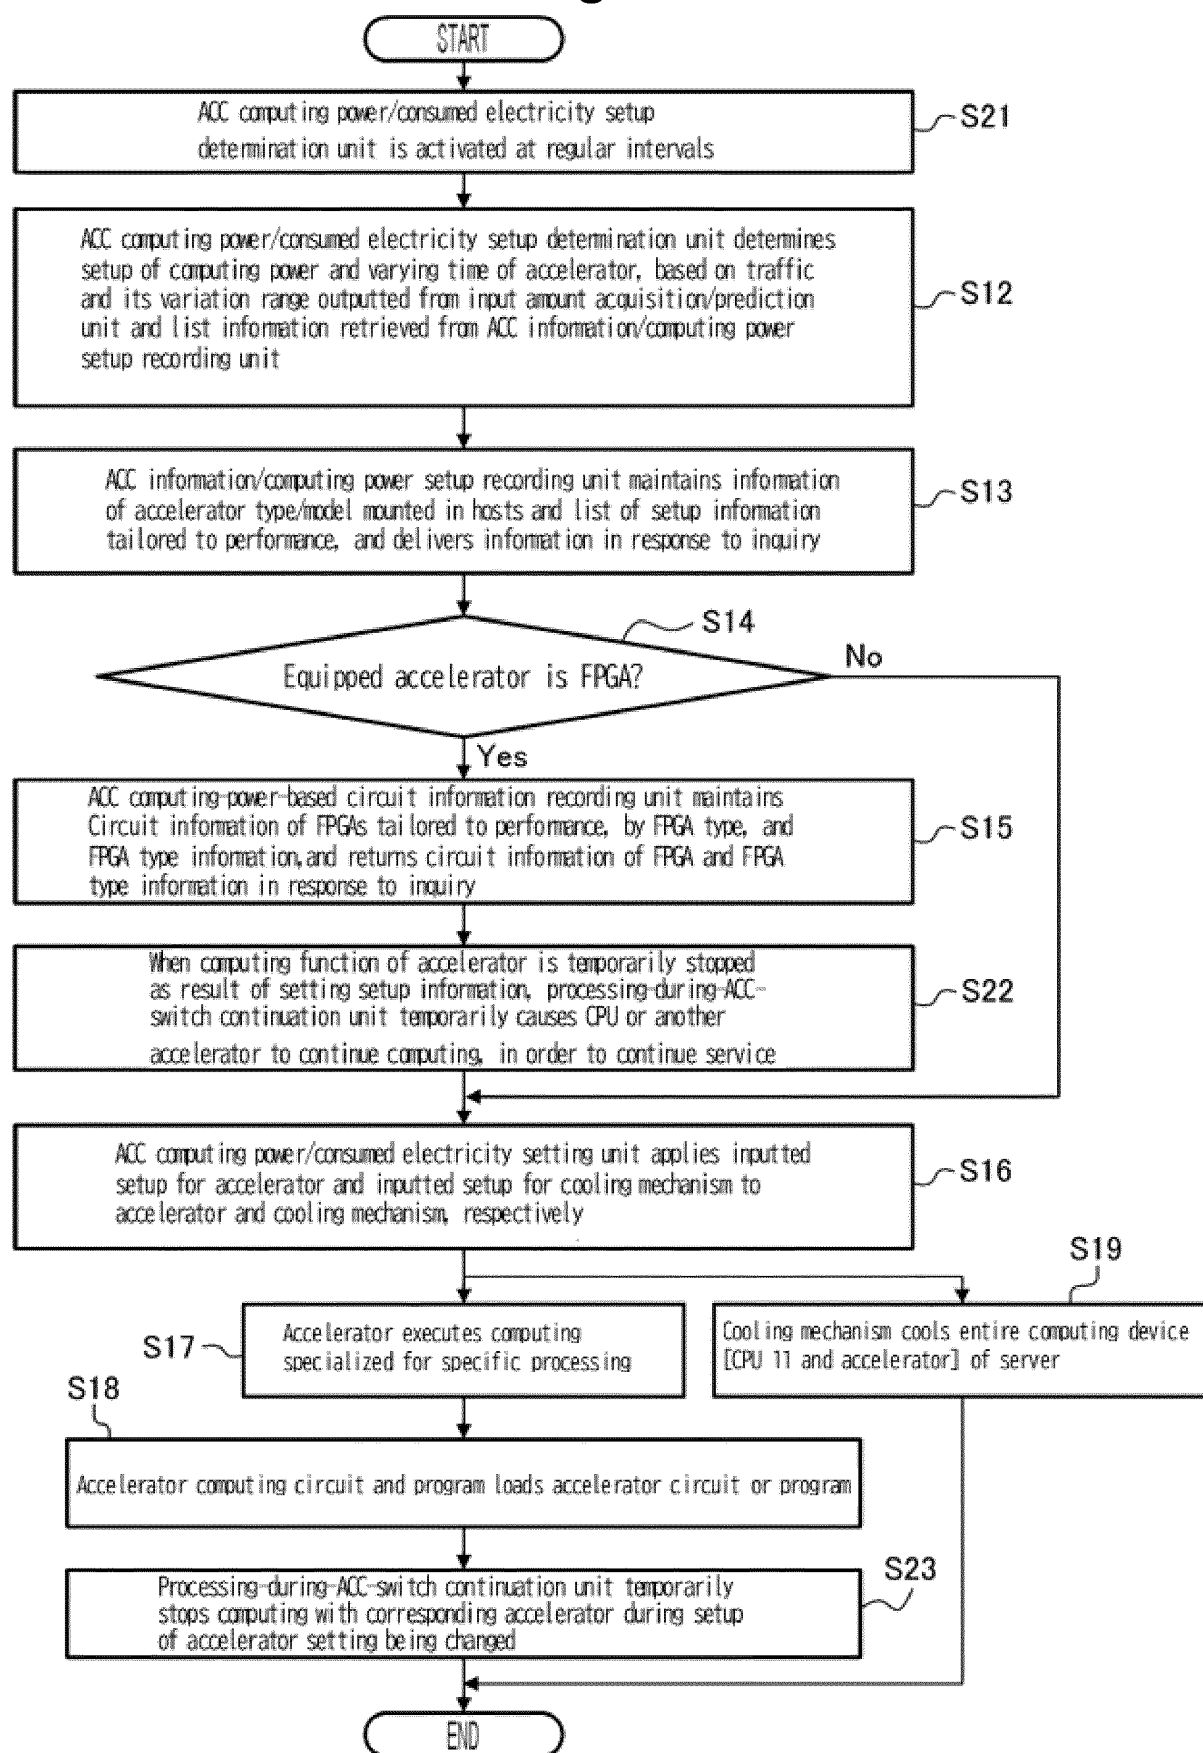 START
ACC computing power/consumed electricity setup
determination unit is activated at regular intervals
S21
ACC computing power/consumed electricity setup determination unit determines
setup of computing power and varying time of accelerator, based on traffic
and its variation range outputted from input amount acquisition/prediction
unit and list information retrieved from ACC information/computing power
setup recording unit
S12
ACC information/computing power setup recording unit maintains information
of accelerator type/model mounted in hosts and list of setup information
tailored to performance, and delivers information in response to inquiry
S13
S14
Equipped accelerator is FPGA?
No
Yes
ACC computing-power-based circuit information recording unit maintains
Circuit information of FPGAs tailored to performance, by FPGA type, and
FPGA type information,and returns circuit information of FPGA and FPGA
type information in response to inquiry
S15
When computing function of accelerator is temporarily stopped
as result of setting setup information, processing-during-ACC-
switch continuation unit temporarily causes CPU or another
accelerator to continue computing, in order to continue service
S22
ACC computing power/consumed electricity setting unit applies inputted
setup for accelerator and inputted setup for cooling mechanism to
accelerator and cooling mechanism, respectively
S16
S19
S17
Accelerator executes computing
specialized for specific processing
Cooling mechanism cools entire computing device
[CPU 11 and accelerator] of server
S18
Accelerator computing circuit and program loads accelerator circuit or program
S23
Processing-during-ACC-switch continuation unit temporarily
stops computing with corresponding accelerator during setup
of accelerator setting being changed
END